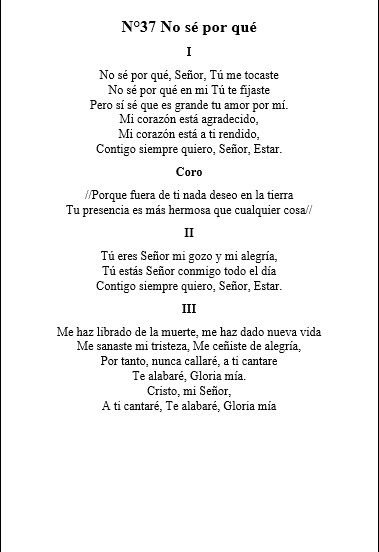 N°37 No sé por qué
I
No sé por qué, Señor, Tú me tocaste
No sé por qué en mi Tú te fijaste
Pero sí sé que es grande tu amor por mí.
Mi corazón está agradecido,
Mi corazón está a ti rendido,
Contigo siempre quiero, Señor, Estar.
Coro
//Porque fuera de ti nada deseo en la tierra
Tu presencia es más hermosa que cualquier cosa//
II
Tú eres Señor mi gozo y mi alegría,
Tú estás Señor conmigo todo el día
Contigo siempre quiero, Señor, Estar.
III
Me haz librado de la muerte, me haz dado nueva vida
Me sanaste mi tristeza, Me ceñiste de alegría,
Por tanto, nunca callaré, a ti cantare
Te alabaré, Gloria mía.
Cristo, mi Señor,
A ti cantaré, Te alabaré, Gloria mía